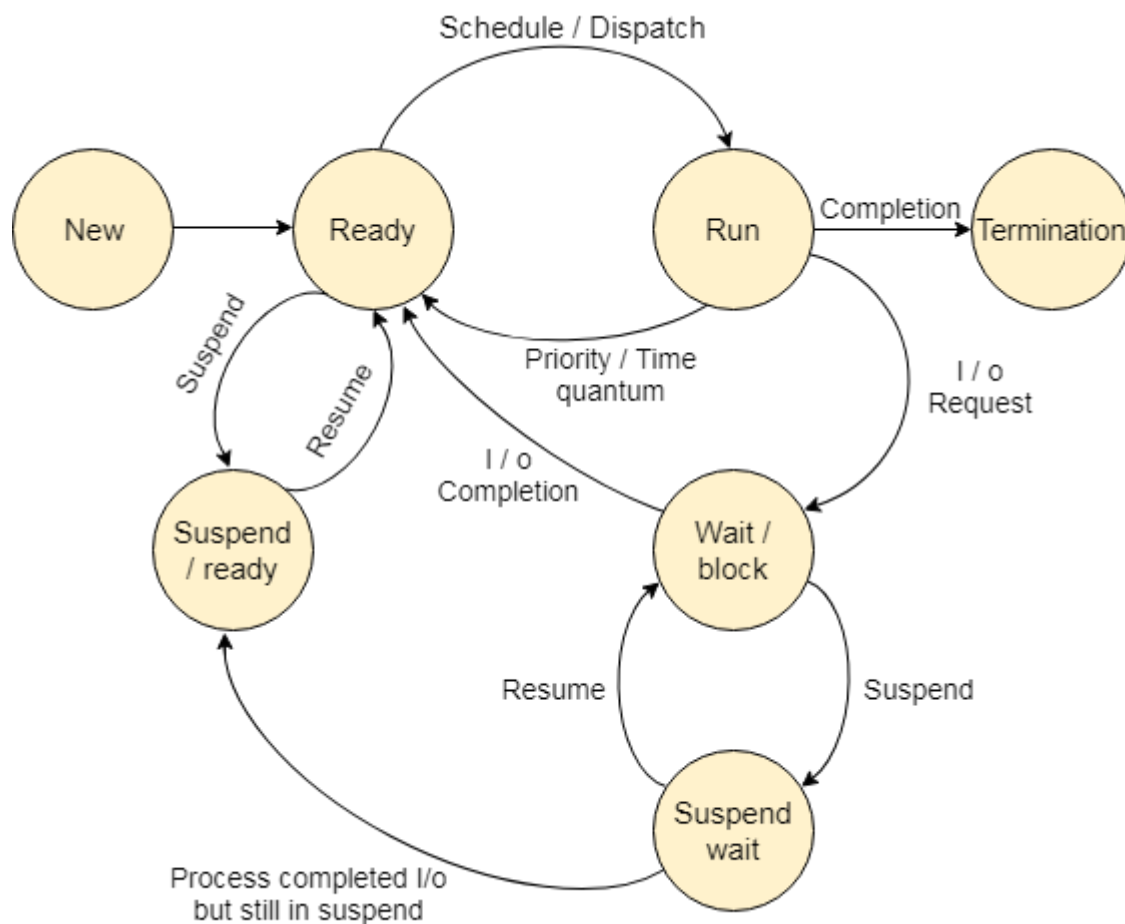 Schedule / Dispatch
New
Ready
Run
Completion
Termination
Suspend
Resume
Priority / Time
quantum
I / o
Request
I / o
Completion
Suspend
/ ready
Wait /
block
Resume
Suspend
Suspend
wait
Process completed I/o
but still in suspend